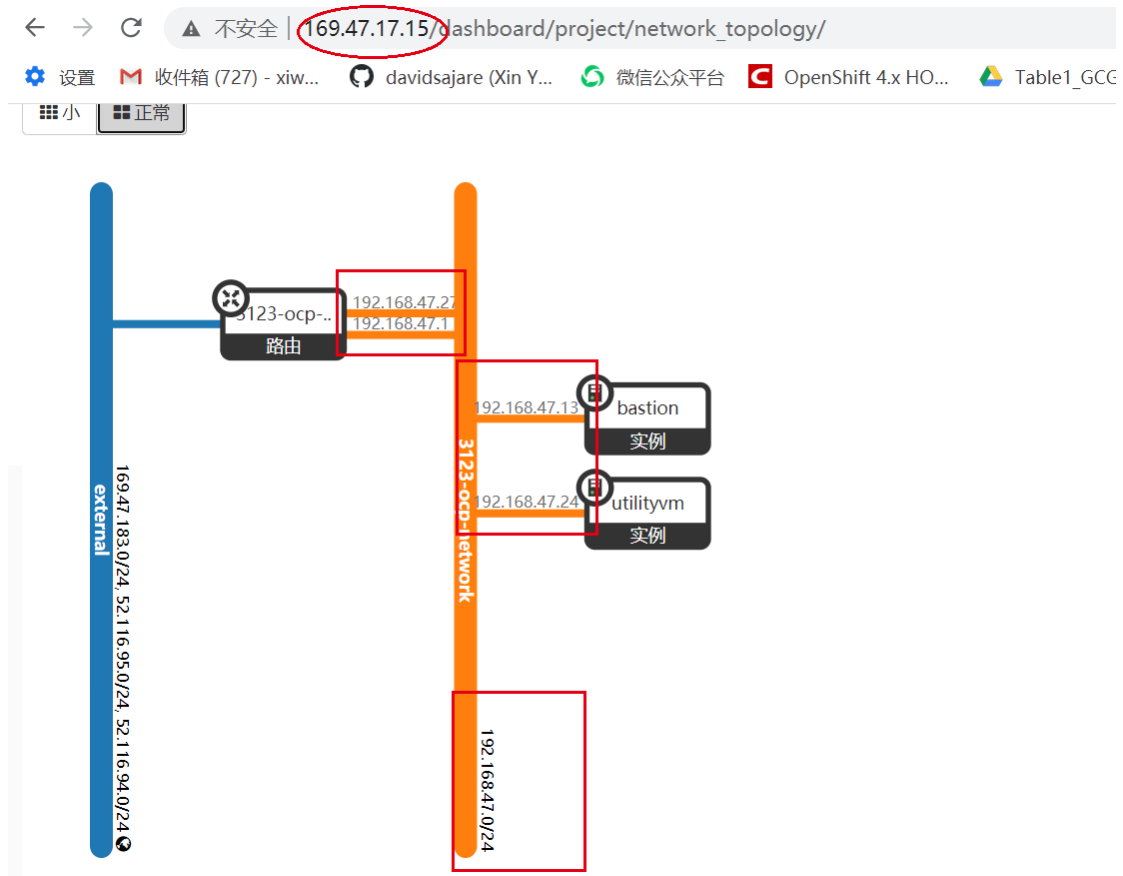 不安全 | 169.47.17.15/dashboard/project/network_topology/
设置 收件箱 (727) - xiw... davidsajare (Xin Y... 微信公众平台 OpenShift 4.x HO... Table1_GCG
小 正常
192.168.47.27
3123-ocp-..
192.168.47.1
路由
192.168.47.13
bastion
实例
192.168.47.24
utilityvm
实例
external
169.47.183.0/24, 52.116.95.0/24, 52.116.94.0/24
3123-ocp-network
192.168.47.0/24